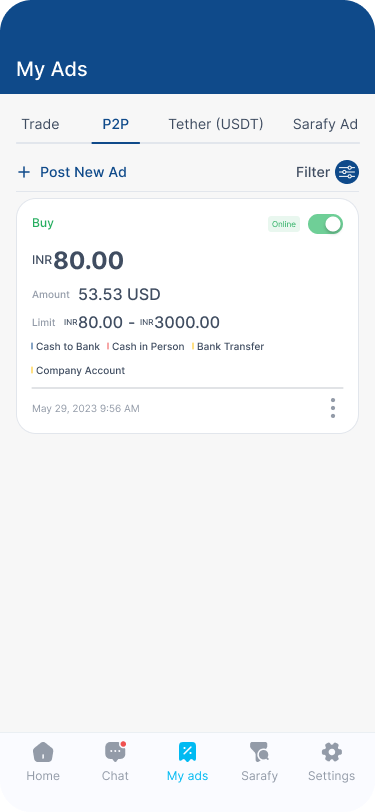 My Ads
Trade P2P Tether (USDT) Sarafy Ad
+ Post New Ad Filter
Buy Online
INR80.00
Amount 53.53 USD
Limit INR80.00 - INR3000.00
Cash to Bank Cash in Person Bank Transfer
Company Account
May 29, 2023 9:56 AM
Home Chat My ads Sarafy Settings